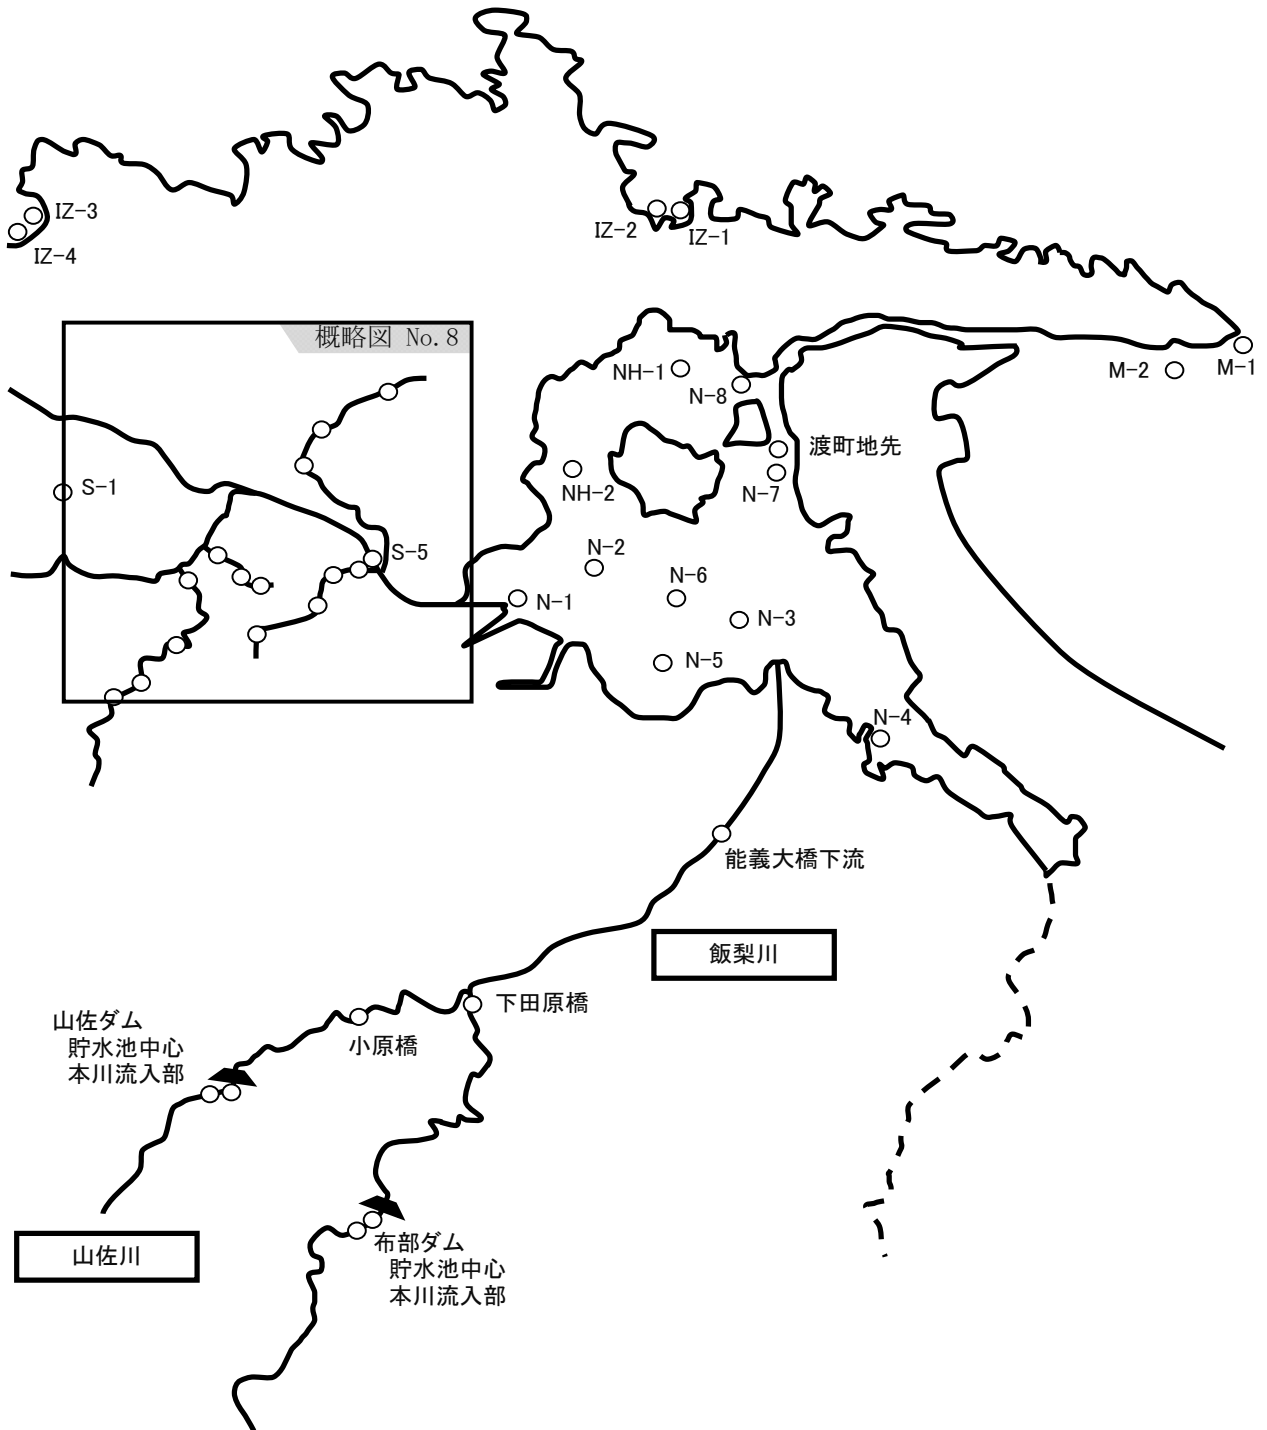 IZ-3
IZ-4
IZ-2
IZ-1
概略図 No.8
NH-1
N-8
M-2
M-1
渡町地先
S-1
NH-2
N-7
S-5
N-2
N-6
N-1
N-3
N-5
N-4
能義大橋下流
飯梨川
下田原橋
山佐ダム
貯水池中心
本川流入部
小原橋
山佐川
布部ダム
貯水池中心
本川流入部